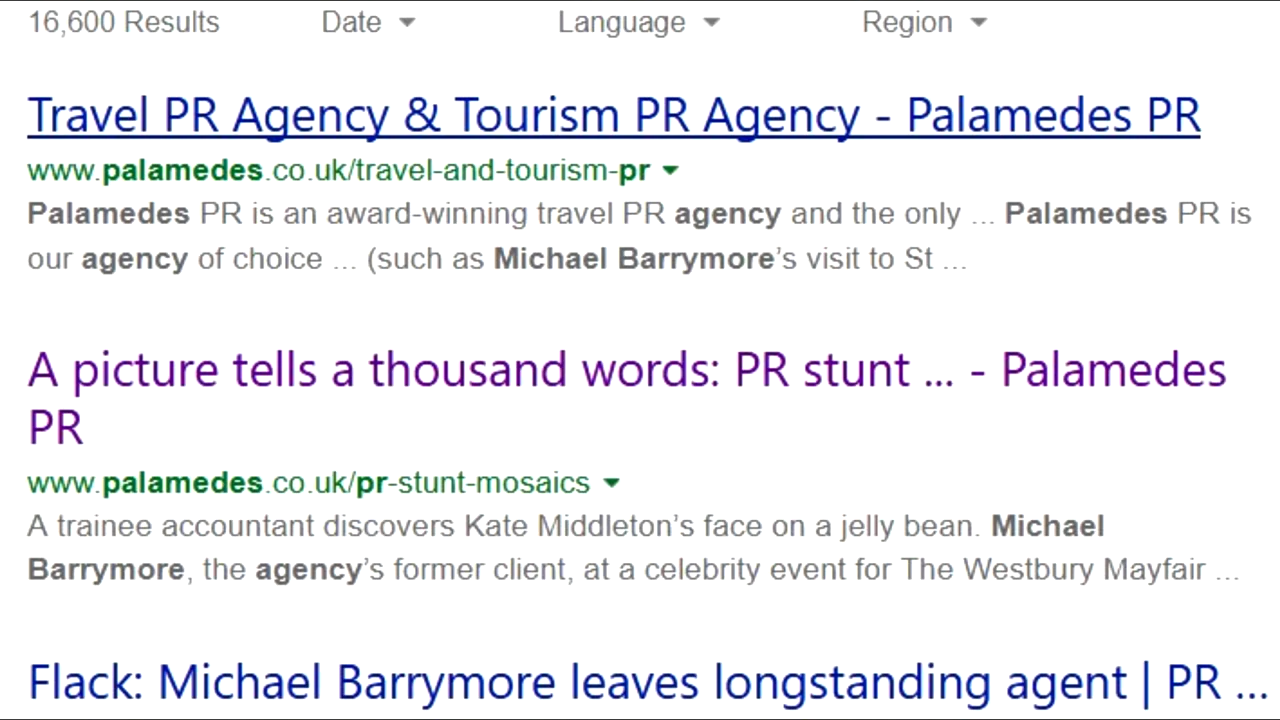 16,600 Results Date Language Region
Travel PR Agency & Tourism PR Agency - Palamedes PR
www.palamedes.co.uk/travel-and-tourism-pr
Palamedes PR is an award-winning travel PR agency and the only ... Palamedes PR is
our agency of choice ... (such as Michael Barrymore's visit to St ...
A picture tells a thousand words: PR stunt ... - Palamedes
PR
www.palamedes.co.uk/pr-stunt-mosaics
A trainee accountant discovers Kate Middleton's face on a jelly bean. Michael
Barrymore, the agency's former client, at a celebrity event for The Westbury Mayfair ...
Flack: Michael Barrymore leaves longstanding agent | PR ...